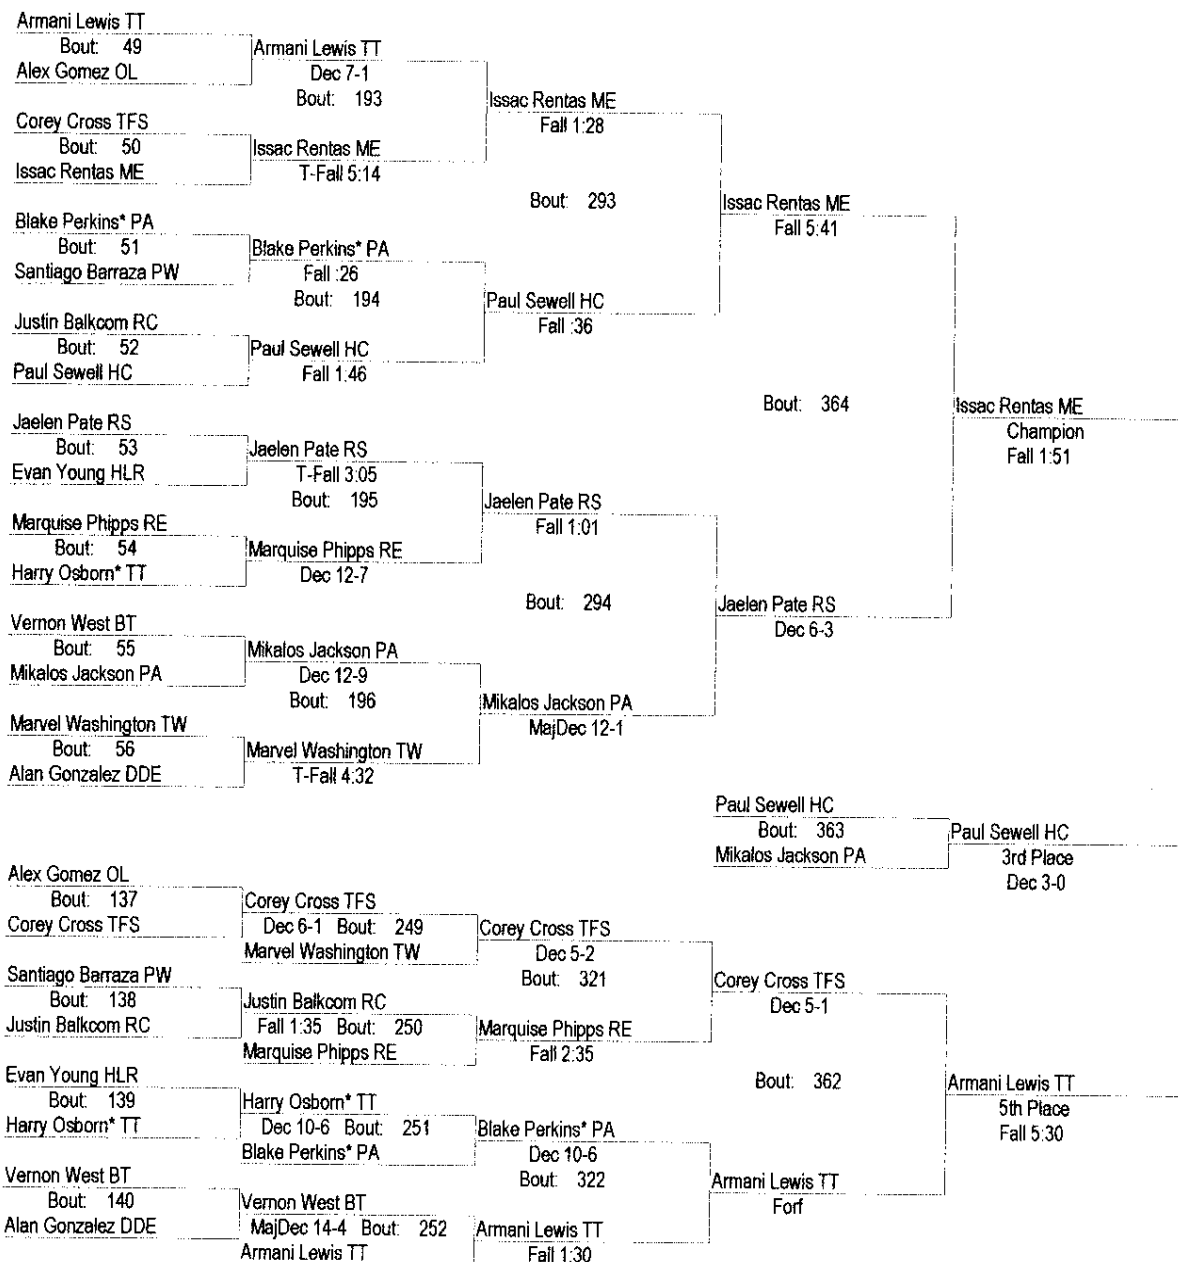 Armani Lewis TT
Bout: 49
Alex Gomez OL
Armani Lewis TT
Dec 7-1
Bout: 193
Corey Cross TFS
Bout: 50
Issac Rentas ME
Issac Rentas ME
T-Fall 5:14
Issac Rentas ME
Fall 1:28
Bout: 293
Blake Perkins* PA
Bout: 51
Santiago Barraza PW
Blake Perkins* PA
Fall :26
Bout: 194
Justin Balkcom RC
Bout: 52
Paul Sewell HC
Paul Sewell HC
Fall 1:46
Paul Sewell HC
Fall :36
Issac Rentas ME
Fall 5:41
Bout: 364
Jaelen Pate RS
Bout: 53
Evan Young HLR
Jaelen Pate RS
T-Fall 3:05
Bout: 195
Marquise Phipps RE
Bout: 54
Harry Osborn* TT
Marquise Phipps RE
Dec 12-7
Jaelen Pate RS
Fall 1:01
Bout: 294
Vernon West BT
Bout: 55
Mikalos Jackson PA
Mikalos Jackson PA
Dec 12-9
Bout: 196
Marvel Washington TW
Bout: 56
Alan Gonzalez DDE
Marvel Washington TW
T-Fall 4:32
Mikalos Jackson PA
MajDec 12-1
Jaelen Pate RS
Dec 6-3
Issac Rentas ME
Champion
Fall 1:51
Paul Sewell HC
Bout: 363
Mikalos Jackson PA
Paul Sewell HC
3rd Place
Dec 3-0
Alex Gomez OL
Bout: 137
Corey Cross TFS
Corey Cross TFS
Dec 6-1 Bout: 249
Marvel Washington TW
Corey Cross TFS
Dec 5-2
Bout: 321
Santiago Barraza PW
Bout: 138
Justin Balkcom RC
Justin Balkcom RC
Fall 1:35 Bout: 250
Marquise Phipps RE
Marquise Phipps RE
Fall 2:35
Corey Cross TFS
Dec 5-1
Bout: 362
Evan Young HLR
Bout: 139
Harry Osborn* TT
Harry Osborn* TT
Dec 10-6 Bout: 251
Blake Perkins* PA
Blake Perkins* PA
Dec 10-6
Bout: 322
Vernon West BT
Bout: 140
Alan Gonzalez DDE
Vernon West BT
MajDec 14-4 Bout: 252
Armani Lewis TT
Armani Lewis TT
Fall 1:30
Armani Lewis TT
Forf
Armani Lewis TT
5th Place
Fall 5:30